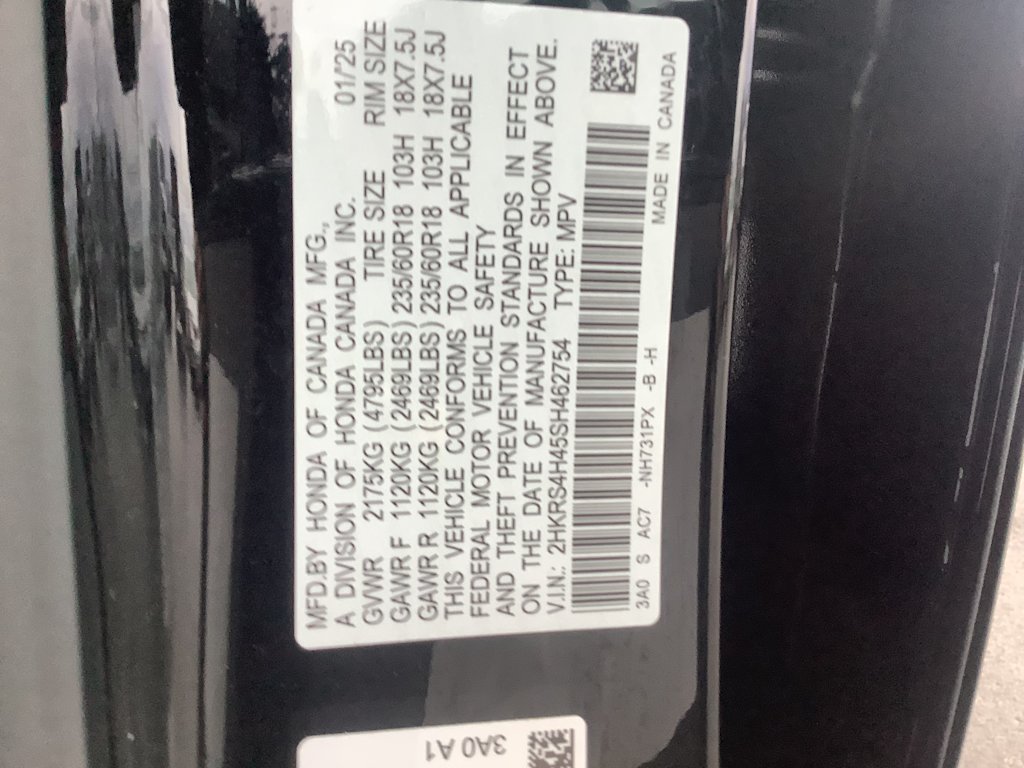 MFD.BY HONDA OF CANADA MFG.,
A DIVISION OF HONDA CANADA INC. 01/25
GVWR 2175KG (4795LBS) TIRE SIZE RIM SIZE
GAWR F 1120KG (2469LBS) 235/60R18 103H 18X7.5J
GAWR R 1120KG (2469LBS) 235/60R18 103H 18X7.5J
THIS VEHICLE CONFORMS TO ALL APPLICABLE
FEDERAL MOTOR VEHICLE SAFETY
AND THEFT PREVENTION STANDARDS IN EFFECT
ON THE DATE OF MANUFACTURE SHOWN ABOVE.
V.I.N.: 2HKRS4H45SH462754 TYPE: MPV
3A0 S AC7 -NH731PX -B -H
MADE IN CANADA
3A0 A1